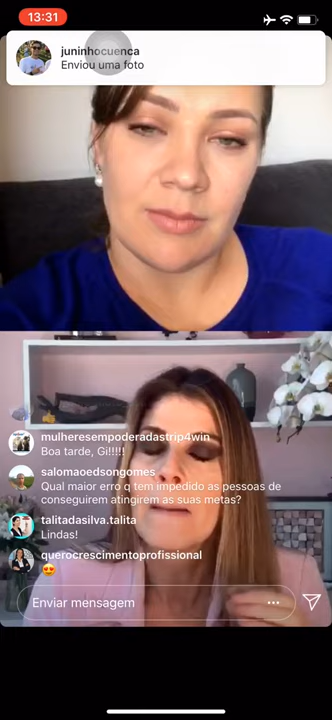 13:31
juninhocuenca
Enviou uma foto
mulheresempoderadastrip4win
Boa tarde, Gi!!!!!
salomaoedsongomes
Qual maior erro q tem impedido as pessoas de
conseguirem atingirem as suas metas?
talitadasilva.talita
Lindas!
querocrescimentoprofissional
Enviar mensagem